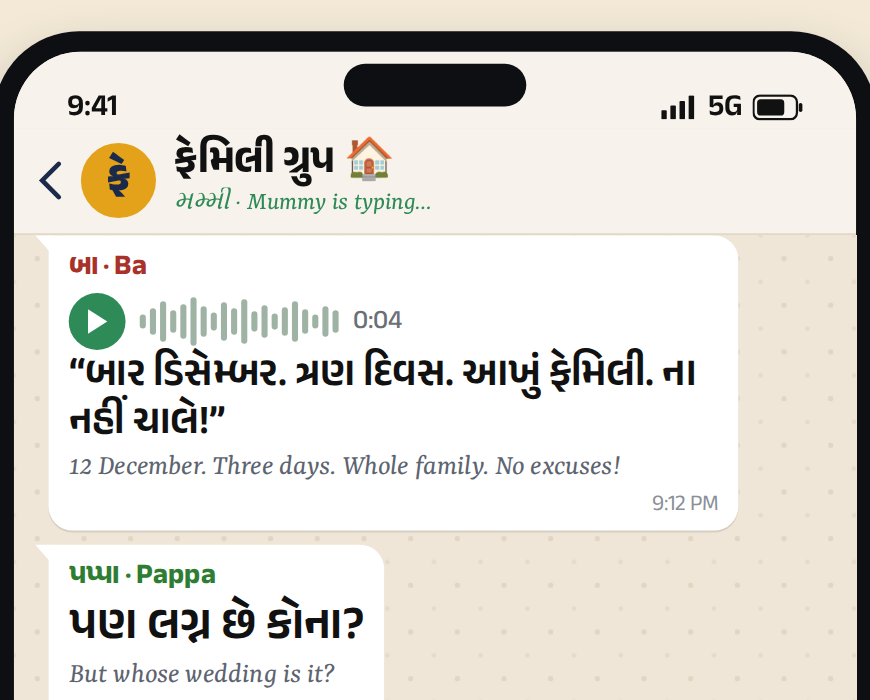 9:41
5G
ફે
ફેમિલી ગ્રુપ
મમ્મી · Mummy is typing...
બા · Ba
0:04
“બાર ડિસેમ્બર. ત્રણ દિવસ. આખું ફેમિલી. ના
નહીં ચાલે!”
12 December. Three days. Whole family. No excuses!
9:12 PM
પપ્પા · Pappa
પણ લગ્ન છે કોના?
But whose wedding is it?